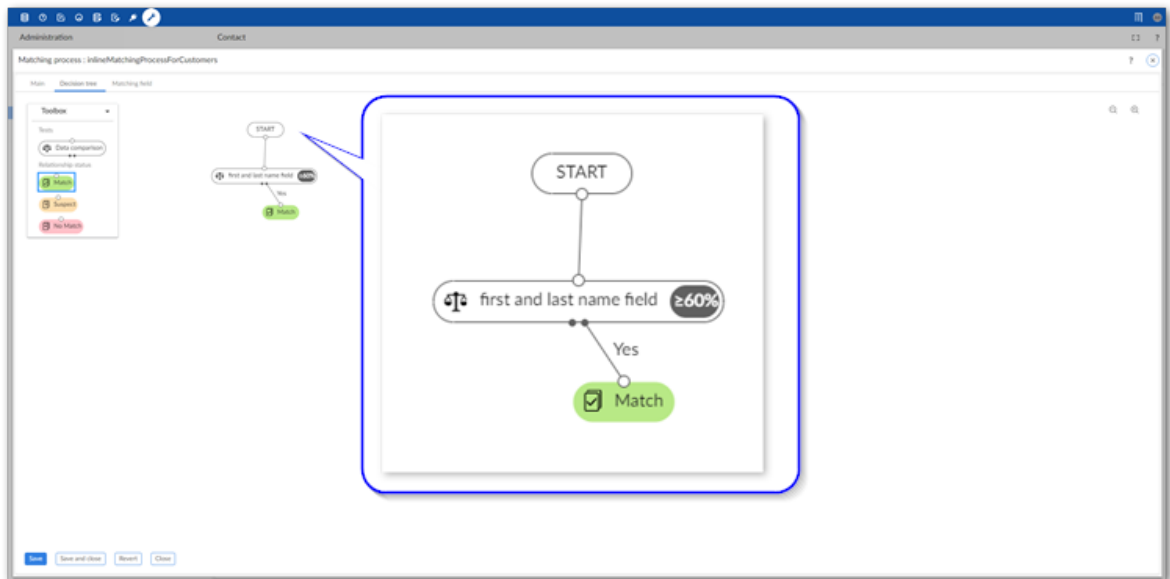 Administration Contact
?
Matching process : inlineMatchingProcessForCustomers
?
Main Decision tree Matching field
Toolbox
Tests
Data comparison
Relationship status
Match
Suspect
No Match
START
first and last name field ≥60%
Yes
Match
START
first and last name field ≥60%
Yes
Match
Save Save and close Revert Close